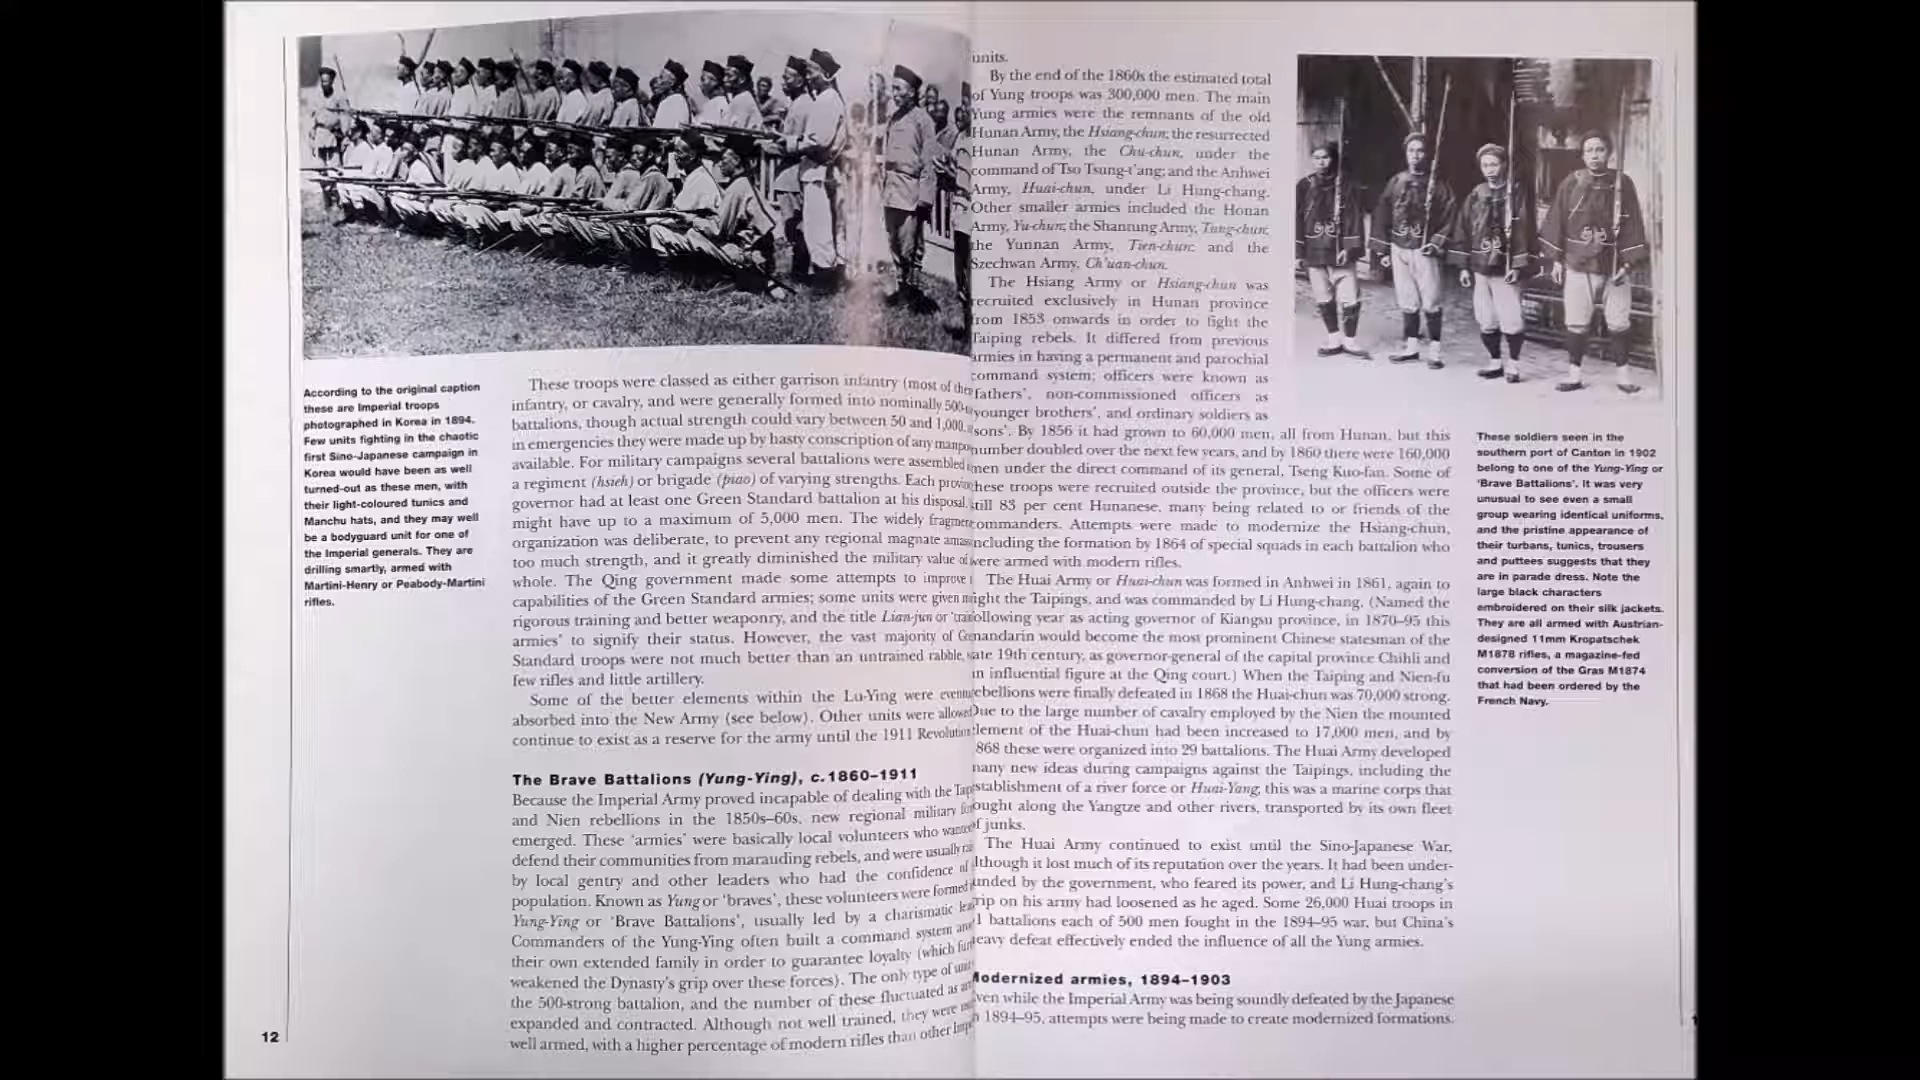 According to the original caption
these are Imperial troops
photographed in Korea in 1894.
Few units fighting in the chaotic
first Sino-Japanese campaign in
Korea would have been as well
turned-out as these men, with
their light-coloured tunics and
Manchu hats, and they may well
be a bodyguard unit for one of
the Imperial generals. They are
drilling smartly, armed with
Martini-Henry or Peabody-Martini
rifles.
These troops were classed as either garrison infantry (most of
infantry, or cavalry, and were generally formed into nominally 500-
battalions, though actual strength could vary between 50 and 1,000.
in emergencies they were made up by hasty conscription of any
available. For military campaigns several battalions were assembled
a regiment (hsieh) or brigade (piao) of varying strengths. Each
governor had at least one Green Standard battalion at his disposal,
might have up to a maximum of 5,000 men. The widely
organization was deliberate, to prevent any regional magnate
too much strength, and it greatly diminished the military value of
whole. The Qing government made some attempts to improve
capabilities of the Green Standard armies; some units were given
rigorous training and better weaponry, and the title Lian-jun or
armies' to signify their status. However, the vast majority of
Standard troops were not much better than an untrained rabble,
few rifles and little artillery.
Some of the better elements within the Lu-Ying were
absorbed into the New Army (see below). Other units were allowed
continue to exist as a reserve for the army until the 1911 Revolution
The Brave Battalions (Yung-Ying), c.1860–1911
Because the Imperial Army proved incapable of dealing with the
and Nien rebellions in the 1850s–60s, new regional military
emerged. These 'armies' were basically local volunteers who
defend their communities from marauding rebels, and were usually
by local gentry and other leaders who had the confidence of
population. Known as Yung or 'braves', these volunteers were formed
Yung-Ying or 'Brave Battalions', usually led by a charismatic
Commanders of the Yung-Ying often built a command system
their own extended family in order to guarantee loyalty (which
weakened the Dynasty's grip over these forces). The only type of
the 500-strong battalion, and the number of these fluctuated as
expanded and contracted. Although not well trained, they were
well armed, with a higher percentage of modern rifles than other
12
units.
By the end of the 1860s the estimated total
of Yung troops was 300,000 men. The main
Yung armies were the remnants of the old
Hunan Army, the Hsiang-chun; the resurrected
Hunan Army, the Chu-chun, under the
command of Tso Tsung-t'ang; and the Anhwei
Army, Huai-chun, under Li Hung-chang.
Other smaller armies included the Honan
Army, Yu-chun; the Shantung Army, Tung-chun;
the Yunnan Army, Tien-chun; and the
Szechwan Army, Ch'uan-chun.
The Hsiang Army or Hsiang-chun was
recruited exclusively in Hunan province
from 1853 onwards in order to fight the
Taiping rebels. It differed from previous
armies in having a permanent and parochial
command system; officers were known as
'fathers', non-commissioned officers as
'younger brothers', and ordinary soldiers as
'sons'. By 1856 it had grown to 60,000 men, all from Hunan, but this
number doubled over the next few years, and by 1860 there were 160,000
men under the direct command of its general, Tseng Kuo-fan. Some of
these troops were recruited outside the province, but the officers were
still 83 per cent Hunanese, many being related to or friends of the
commanders. Attempts were made to modernize the Hsiang-chun,
including the formation by 1864 of special squads in each battalion who
were armed with modern rifles.
The Huai Army or Huai-chun was formed in Anhwei in 1861, again to
fight the Taipings, and was commanded by Li Hung-chang. (Named the
following year as acting governor of Kiangsu province, in 1870–95 this
mandarin would become the most prominent Chinese statesman of the
late 19th century, as governor-general of the capital province Chihli and
an influential figure at the Qing court.) When the Taiping and Nien-fu
rebellions were finally defeated in 1868 the Huai-chun was 70,000 strong.
Due to the large number of cavalry employed by the Nien the mounted
element of the Huai-chun had been increased to 17,000 men, and by
1868 these were organized into 29 battalions. The Huai Army developed
many new ideas during campaigns against the Taipings, including the
establishment of a river force or Huai-Yang; this was a marine corps that
fought along the Yangtze and other rivers, transported by its own fleet
of junks.
The Huai Army continued to exist until the Sino-Japanese War,
although it lost much of its reputation over the years. It had been under-
funded by the government, who feared its power, and Li Hung-chang's
grip on his army had loosened as he aged. Some 26,000 Huai troops in
battalions each of 500 men fought in the 1894–95 war, but China's
heavy defeat effectively ended the influence of all the Yung armies.
Modernized armies, 1894–1903
Even while the Imperial Army was being soundly defeated by the Japanese
in 1894–95, attempts were being made to create modernized formations.
These soldiers seen in the
southern port of Canton in 1902
belong to one of the Yung-Ying or
'Brave Battalions'. It was very
unusual to see even a small
group wearing identical uniforms,
and the pristine appearance of
their turbans, tunics, trousers
and puttees suggests that they
are in parade dress. Note the
large black characters
embroidered on their silk jackets.
They are all armed with Austrian-
designed 11mm Kropatschek
M1878 rifles, a magazine-fed
conversion of the Gras M1874
that had been ordered by the
French Navy.